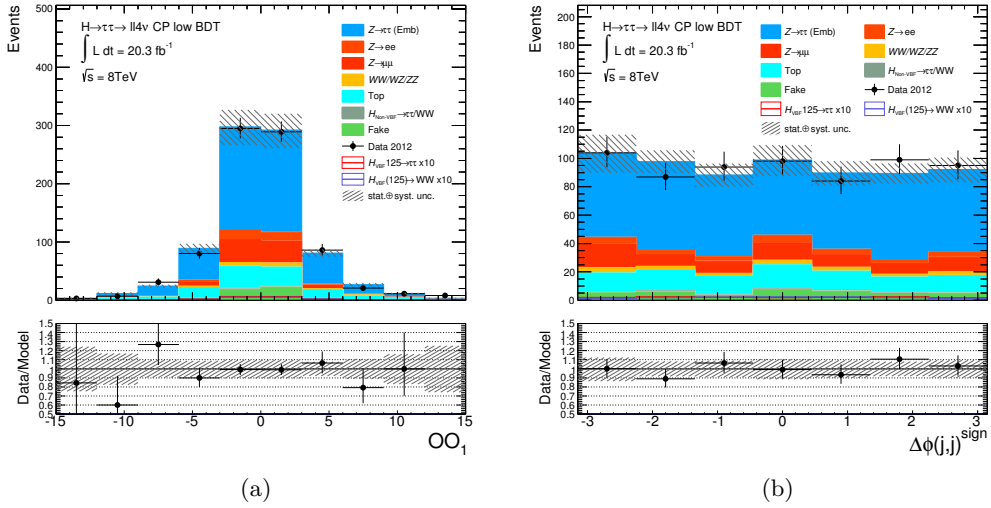 Events
500
400
300
200
100
0
H→ττ→ ll4ν CP low BDT
∫ L dt = 20.3 fb⁻¹
√s = 8TeV
Z→ττ (Emb)
Z→ee
Z→μμ
WW/WZ/ZZ
Top
H_Non-VBF→ττ/WW
Fake
Data 2012
H_VBF125→ττ x10
H_VBF(125)→WW x10
stat.⊕syst. unc.
Data/Model
1.5
1.4
1.3
1.2
1.1
1
0.9
0.8
0.7
0.6
0.5
-15 -10 -5 0 5 10 15
OO₁
(a)
Events
200
180
160
140
120
100
80
60
40
20
0
H→ττ→ ll4ν CP low BDT
∫ L dt = 20.3 fb⁻¹
√s = 8TeV
Z→ττ (Emb) Z→ee
Z→μμ WW/WZ/ZZ
Top H_Non-VBF→ττ/WW
Fake Data 2012
H_VBF125→ττ x10 H_VBF(125)→WW x10
stat.⊕syst. unc.
Data/Model
1.5
1.4
1.3
1.2
1.1
1
0.9
0.8
0.7
0.6
0.5
-3 -2 -1 0 1 2 3
Δϕ(j,j)^sign
(b)